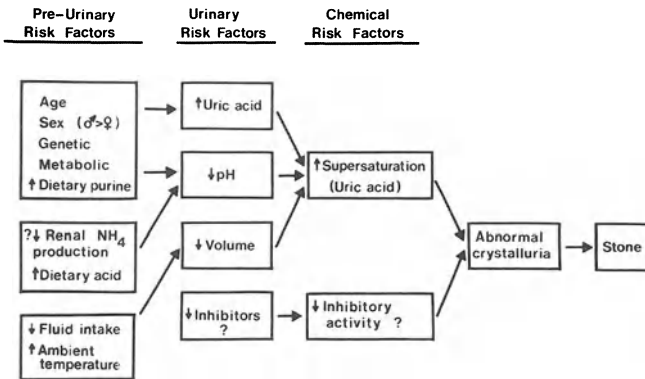 Pre-Urinary
Risk Factors
Urinary
Risk Factors
Chemical
Risk Factors
Age
Sex (♂>♀)
Genetic
Metabolic
↑ Dietary purine
?↓ Renal NH4
production
↑Dietary acid
↓ Fluid intake
↑ Ambient
temperature
↑Uric acid
↓pH
↓ Volume
↓Inhibitors
?
↑ Supersaturation
(Uric acid)
↓ Inhibitory
activity ?
Abnormal
crystalluria
Stone